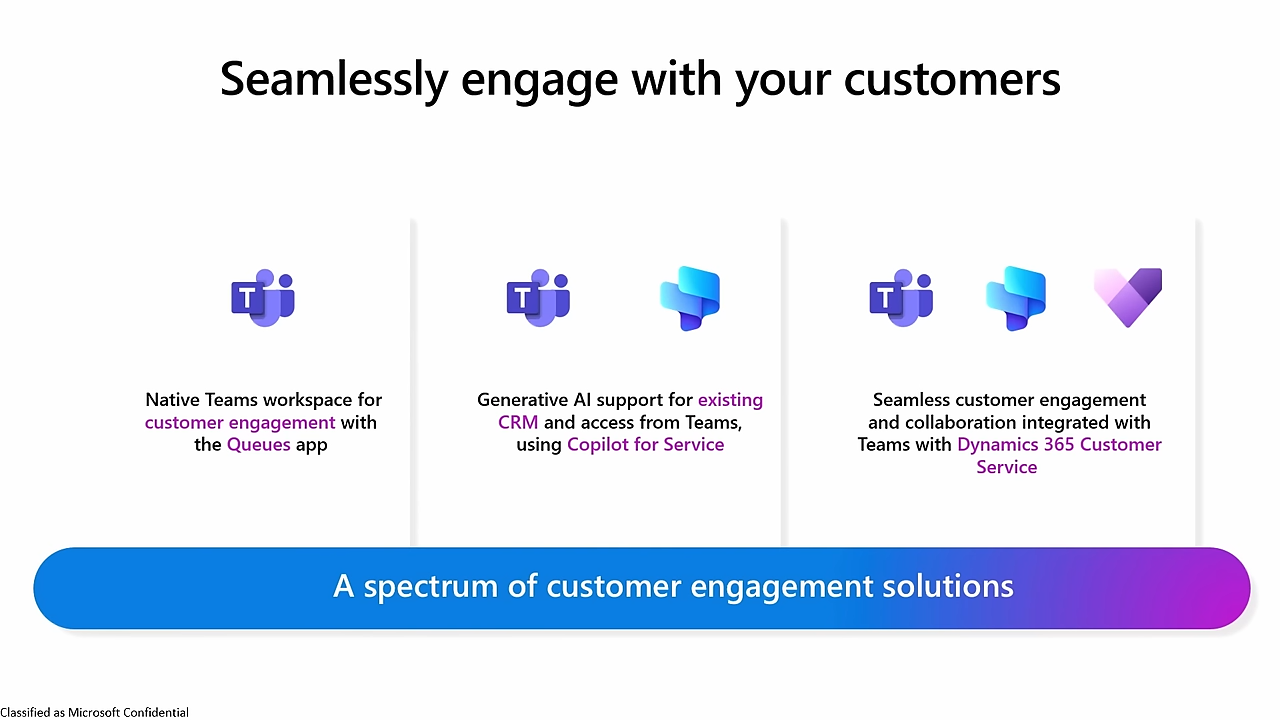 Seamlessly engage with your customers
T
T
T
Native Teams workspace for
customer engagement with
the Queues app
Generative AI support for existing
CRM and access from Teams,
using Copilot for Service
Seamless customer engagement
and collaboration integrated with
Teams with Dynamics 365 Customer
Service
A spectrum of customer engagement solutions
Classified as Microsoft Confidential